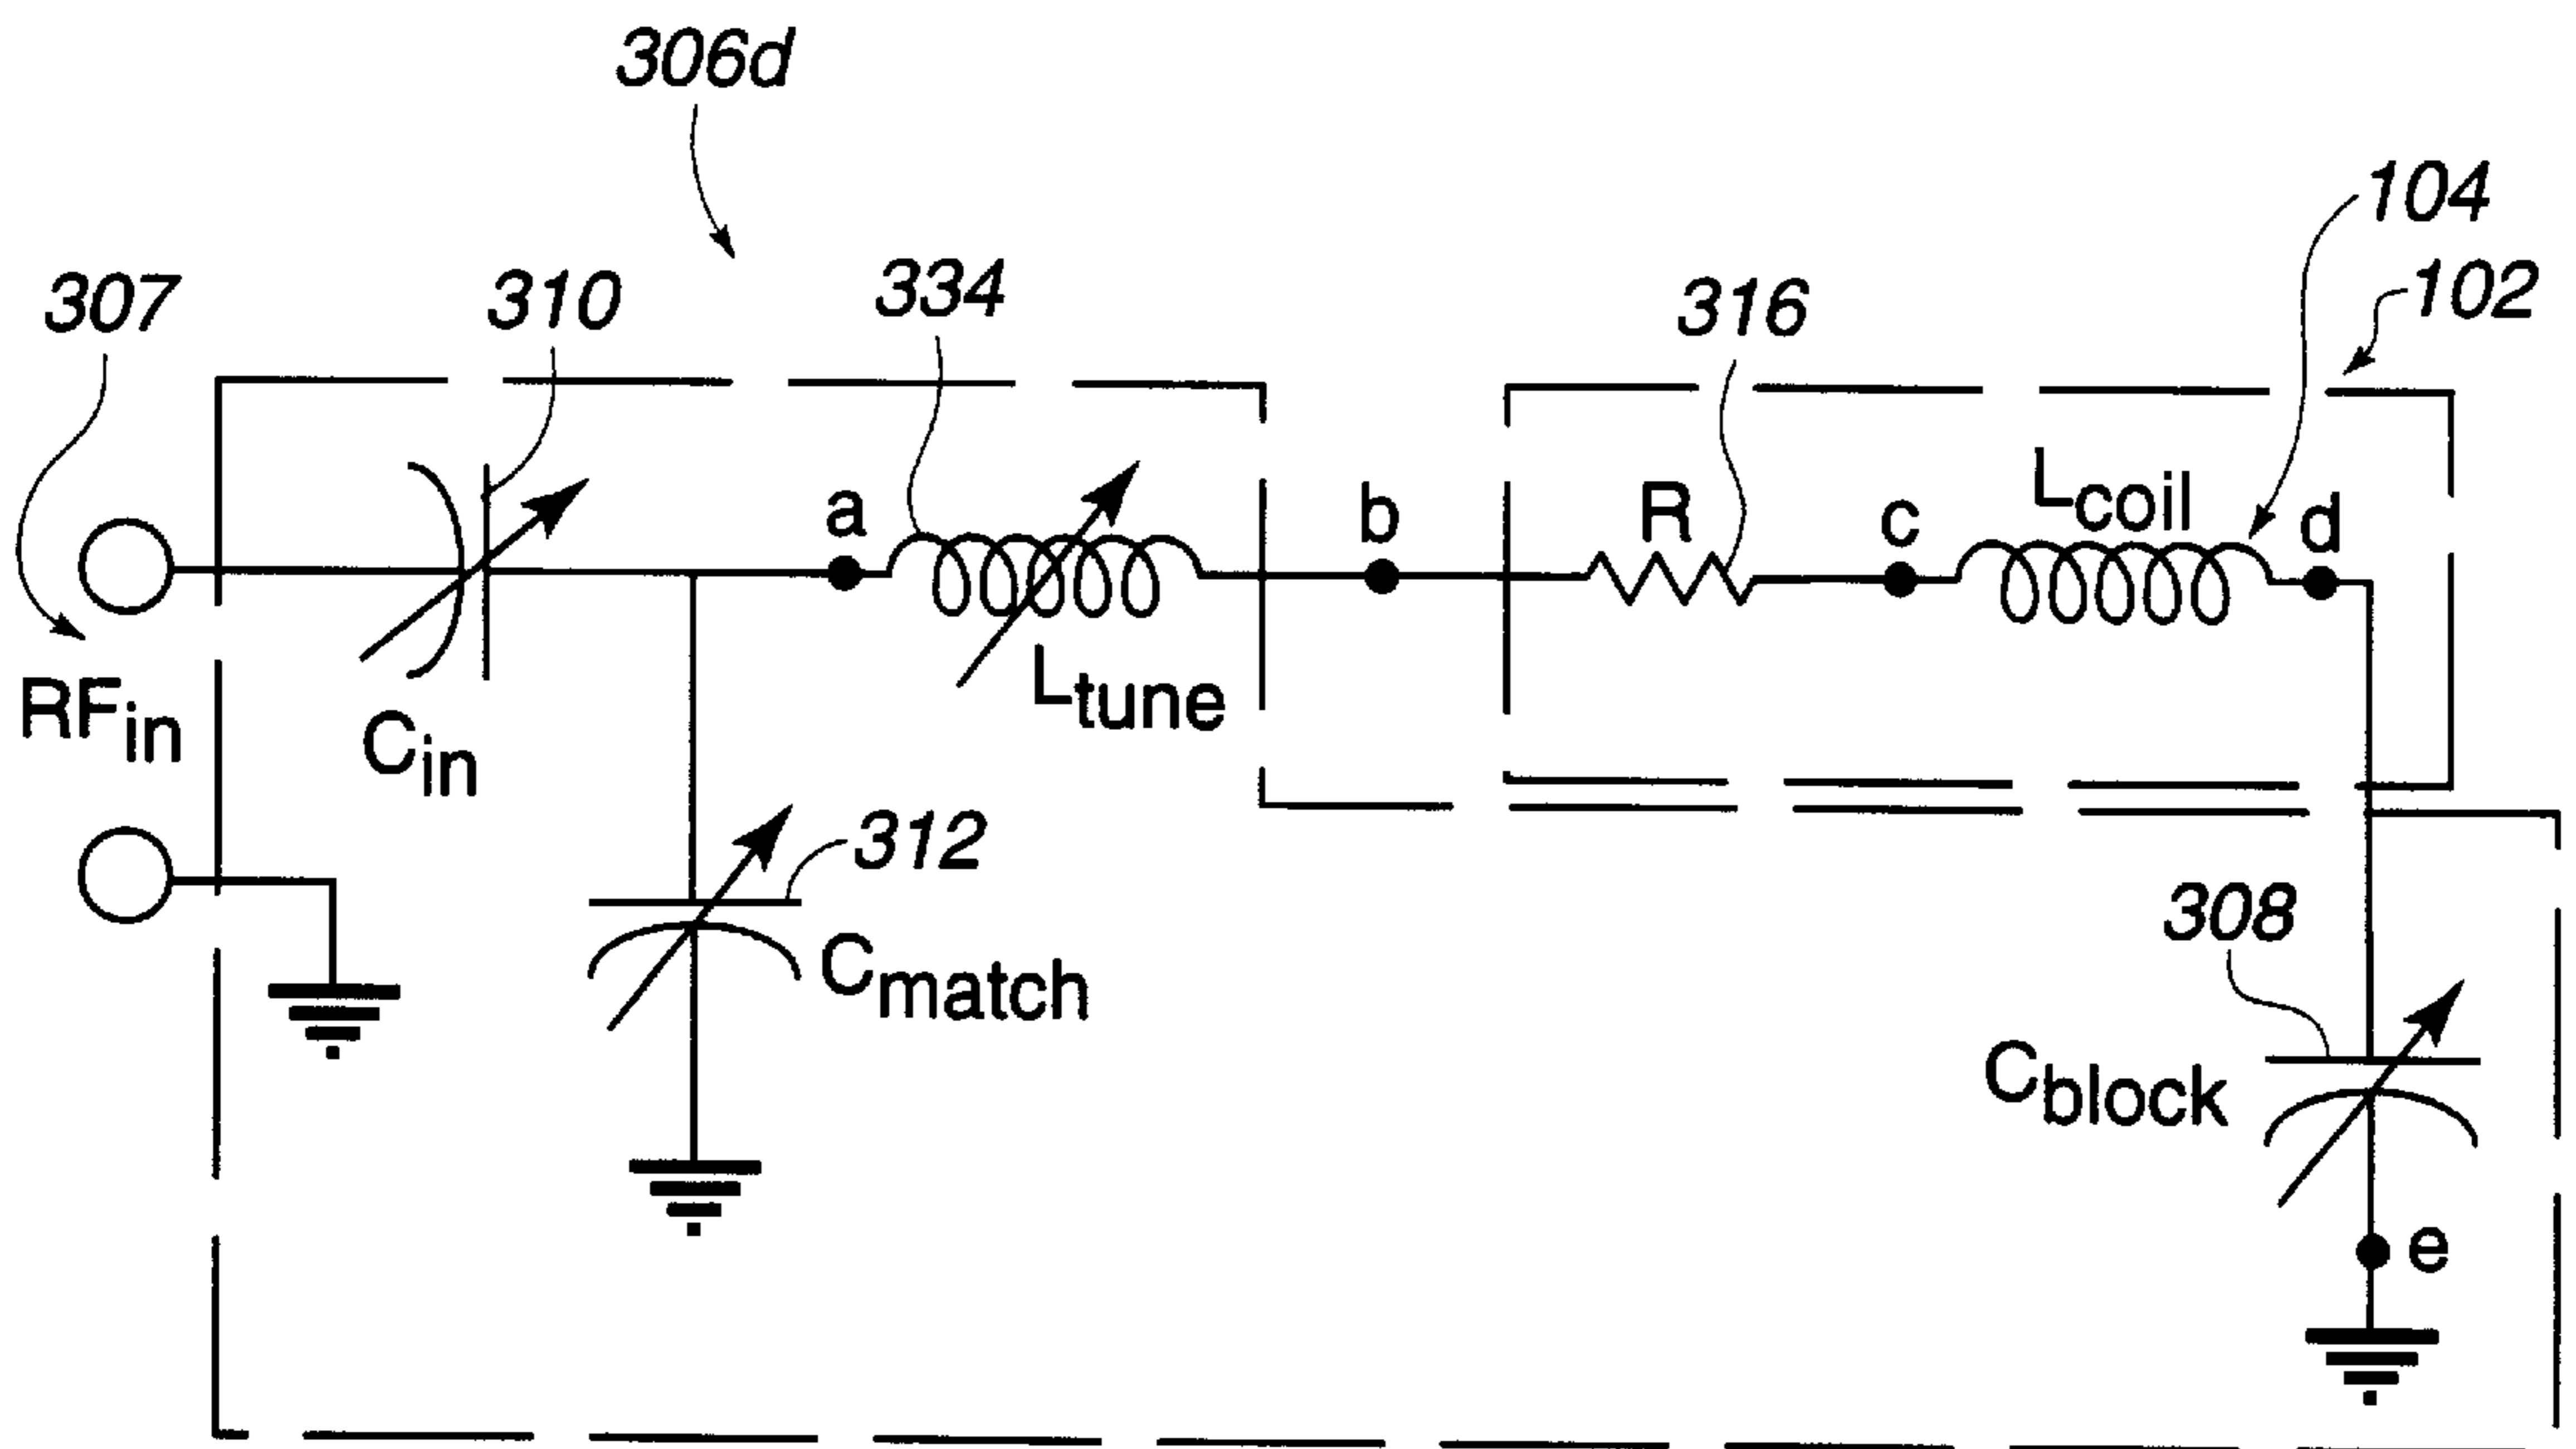 306d
104
102
307
310
334
316
a
b
R
c
Lcoil
d
RFin
Cin
Ltune
312
Cmatch
308
Cblock
e